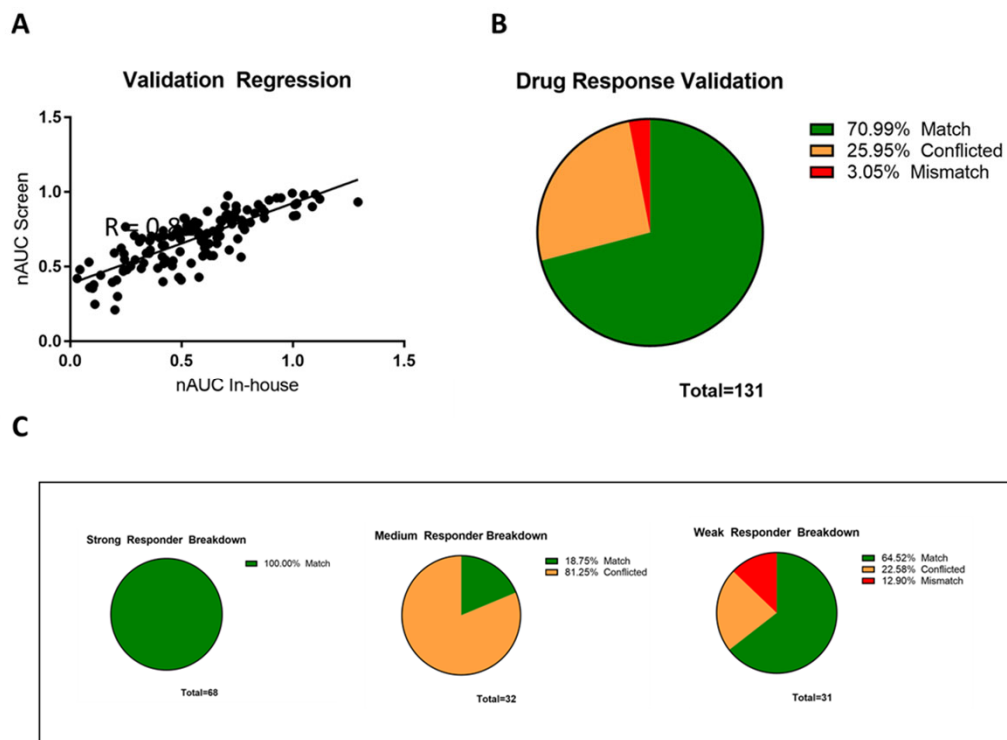 A
Validation Regression
1.5
1.0
0.5
0.0
nAUC Screen
R = 0.8
0.0 0.5 1.0 1.5
nAUC In-house
B
Drug Response Validation
70.99% Match
25.95% Conflicted
3.05% Mismatch
Total=131
C
Strong Responder Breakdown
100.00% Match
Total=68
Medium Responder Breakdown
18.75% Match
81.25% Conflicted
Total=32
Weak Responder Breakdown
64.52% Match
22.58% Conflicted
12.90% Mismatch
Total=31